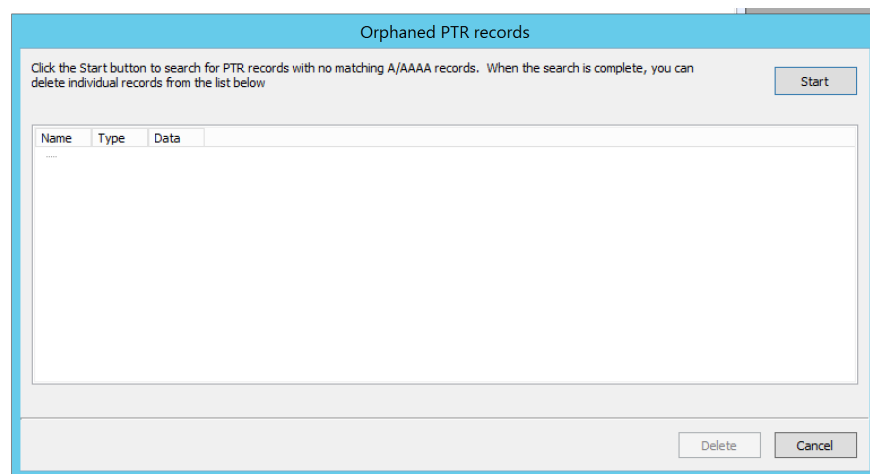 Orphaned PTR records
Click the Start button to search for PTR records with no matching A/AAAA records.  When the search is complete, you can
delete individual records from the list below
Start
Name Type Data
.....
Delete Cancel